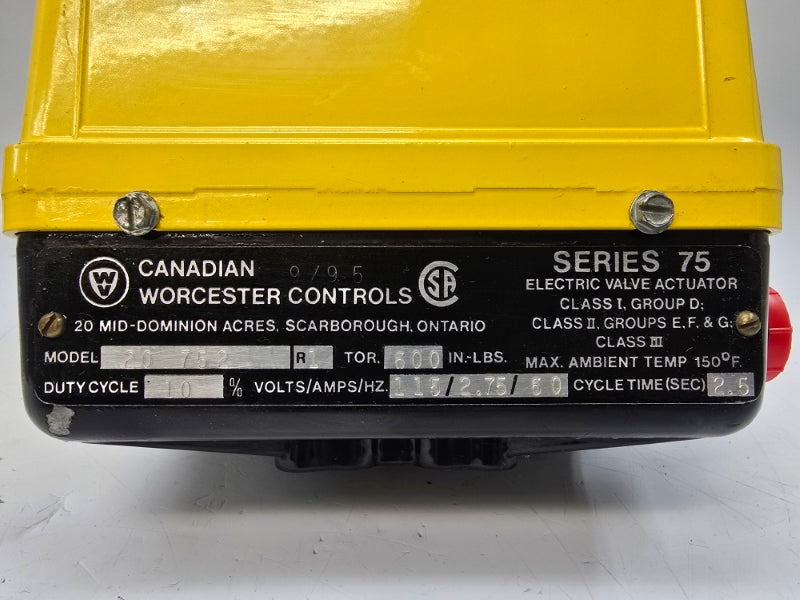 CANADIAN 9/95
WORCESTER CONTROLS
CSA
20 MID-DOMINION ACRES, SCARBOROUGH, ONTARIO
SERIES 75
ELECTRIC VALVE ACTUATOR
CLASS I, GROUP D;
CLASS II, GROUPS E, F, & G;
CLASS III
MAX. AMBIENT TEMP 150°F.
MODEL 20 752 R1 TOR. 600 IN-LBS.
DUTY CYCLE 10 % VOLTS/AMPS/HZ. 115/2.75/60 CYCLE TIME (SEC) 2.5